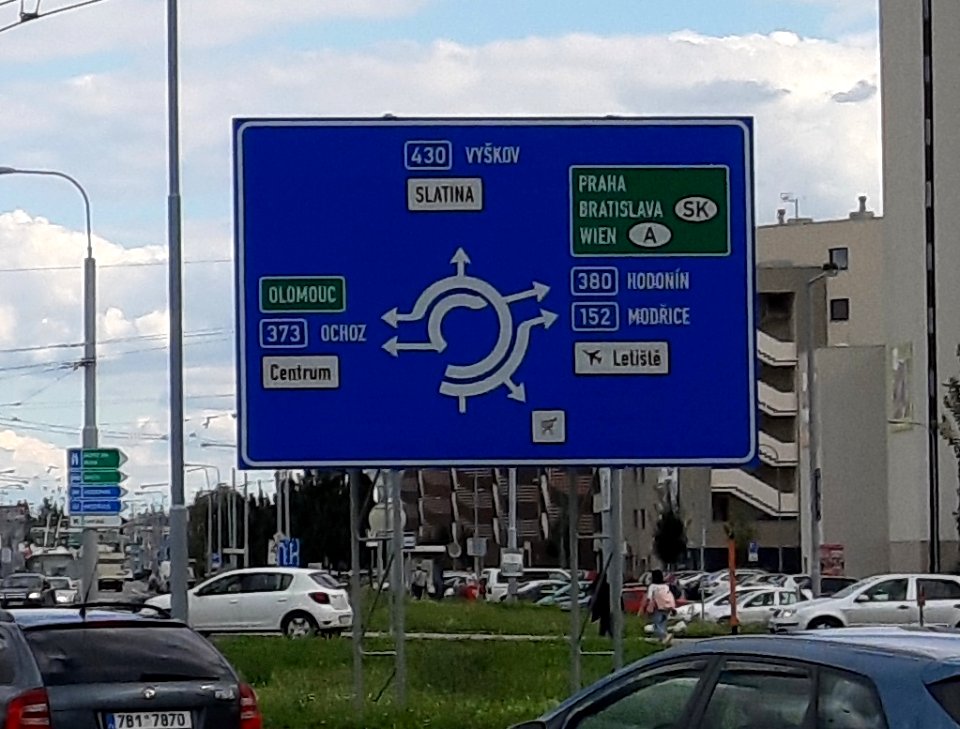 430 VYŠKOV
SLATINA
PRAHA
BRATISLAVA SK
WIEN A
380 HODONÍN
152 MODŘICE
Letiště
OLOMOUC
373 OCHOZ
Centrum
7B1 7870